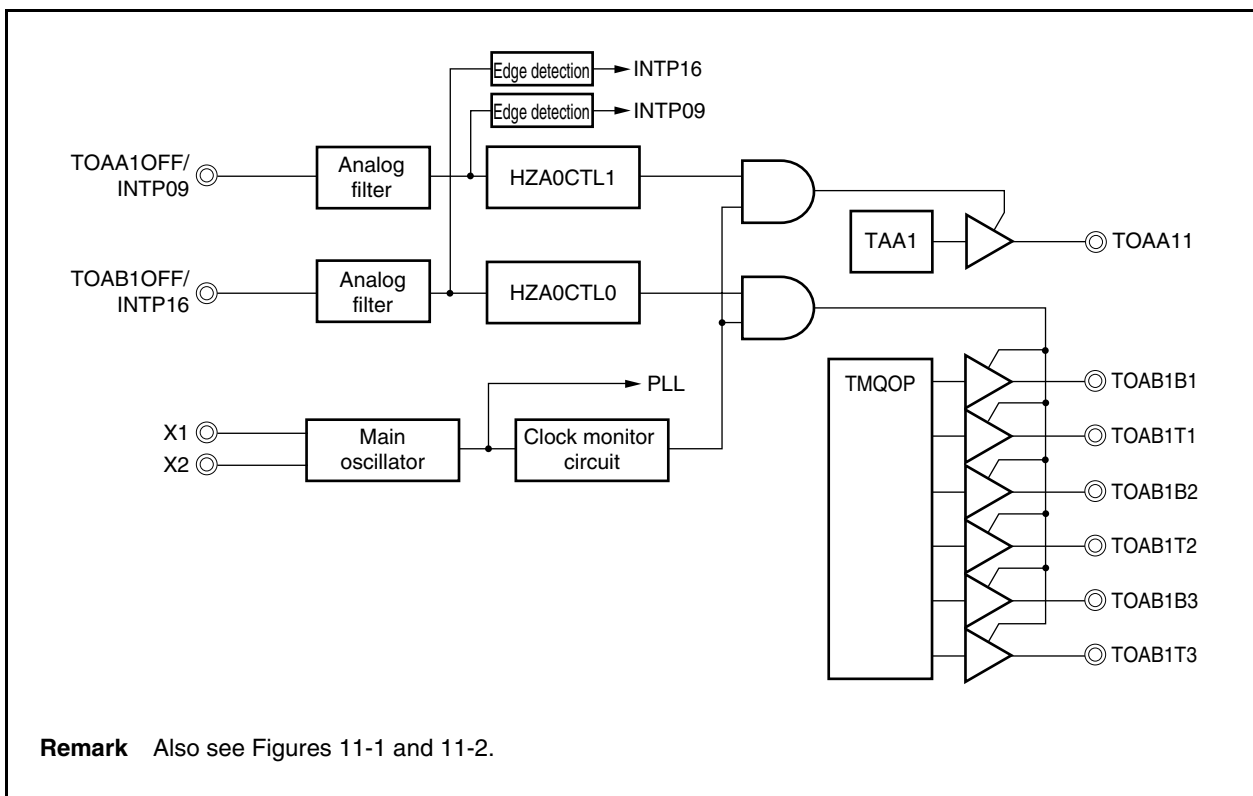 Edge detection
INTP16
Edge detection
INTP09
TOAA1OFF/
INTP09
Analog
filter
HZA0CTL1
TAA1
TOAA11
TOAB1OFF/
INTP16
Analog
filter
HZA0CTL0
PLL
X1
X2
Main
oscillator
Clock monitor
circuit
TMQOP
TOAB1B1
TOAB1T1
TOAB1B2
TOAB1T2
TOAB1B3
TOAB1T3
Remark Also see Figures 11-1 and 11-2.